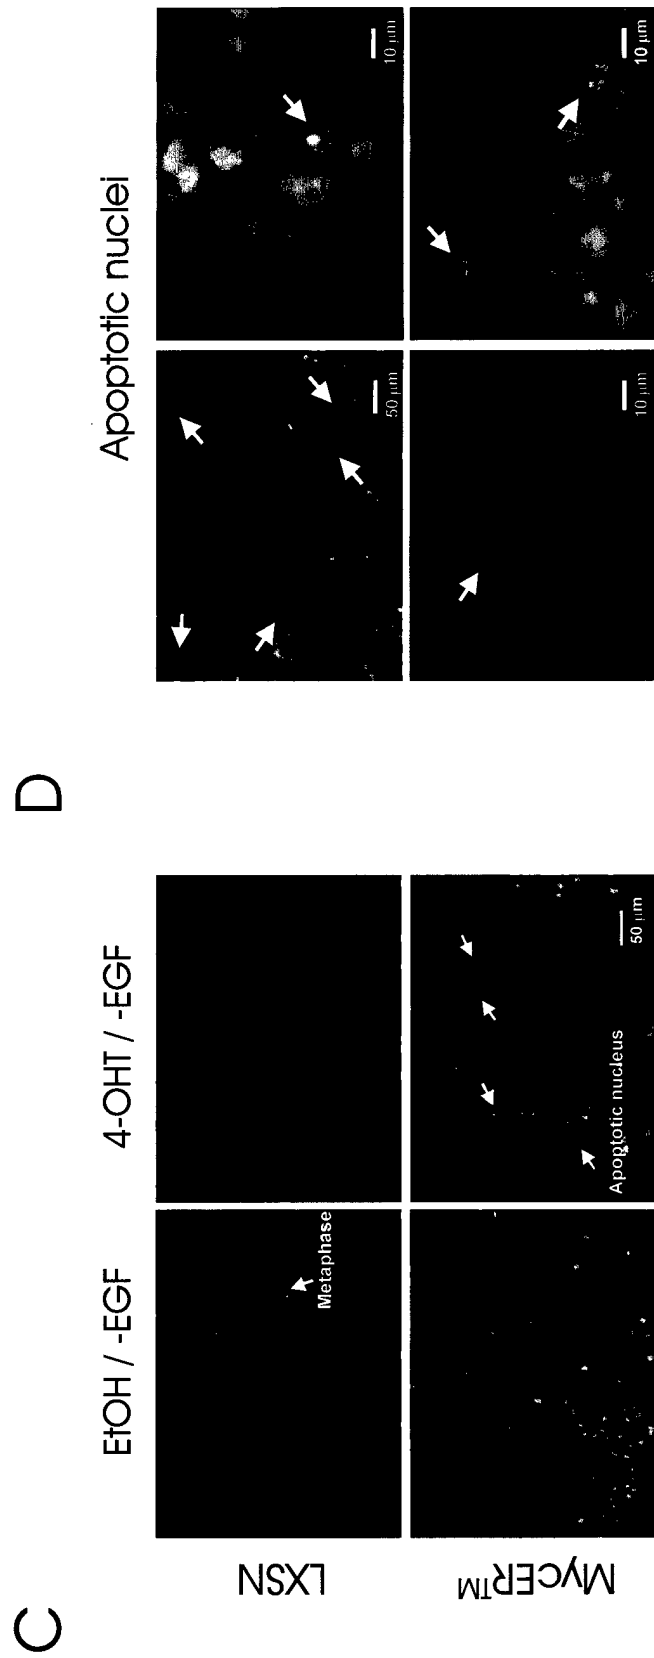 C
EtOH / -EGF
4-OHT / -EGF
LXSN
Metaphase
MycER™
Apoptotic nucleus
50 µm
D
Apoptotic nuclei
50 µm
10 µm
10 µm
10 µm